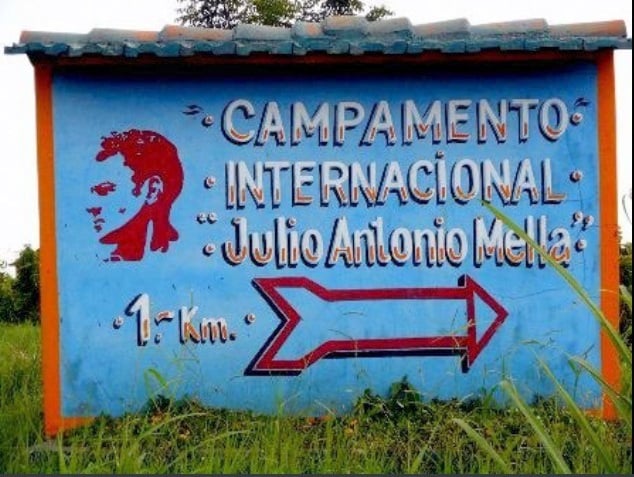 CAMPAMENTO
INTERNACIONAL
"Julio Antonio Mella"
1.- Km.